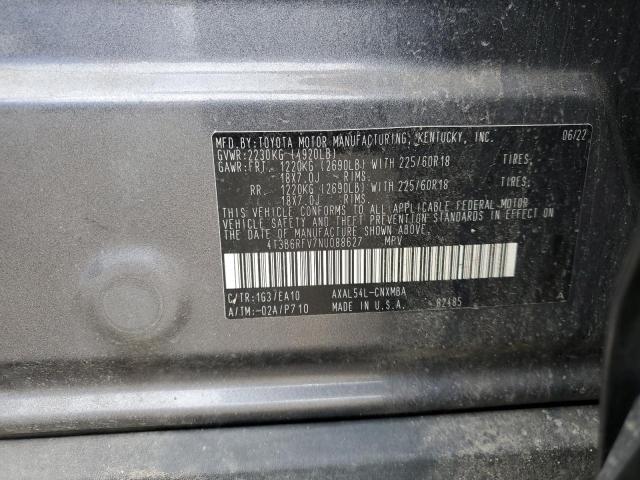 MFD.BY:TOYOTA MOTOR MANUFACTURING, KENTUCKY, INC. 06/22
GVWR:2230KG (4920LB)
GAWR:FRT. 1220KG (2690LB) WITH 225/60R18 TIRES,
18X7.0J RIMS.
RR. 1220KG (2690LB) WITH 225/60R18 TIRES,
18X7.0J RIMS.
THIS VEHICLE CONFORMS TO ALL APPLICABLE FEDERAL MOTOR
VEHICLE SAFETY AND THEFT PREVENTION STANDARDS IN EFFECT
ON THE DATE OF MANUFACTURE SHOWN ABOVE.
4T3B6RFV7NU088627 MPV
C/TR:1G3/EA10 AXAL54L-CNXMBA
A/TM:-02A/P710 MADE IN U.S.A. 82485 A